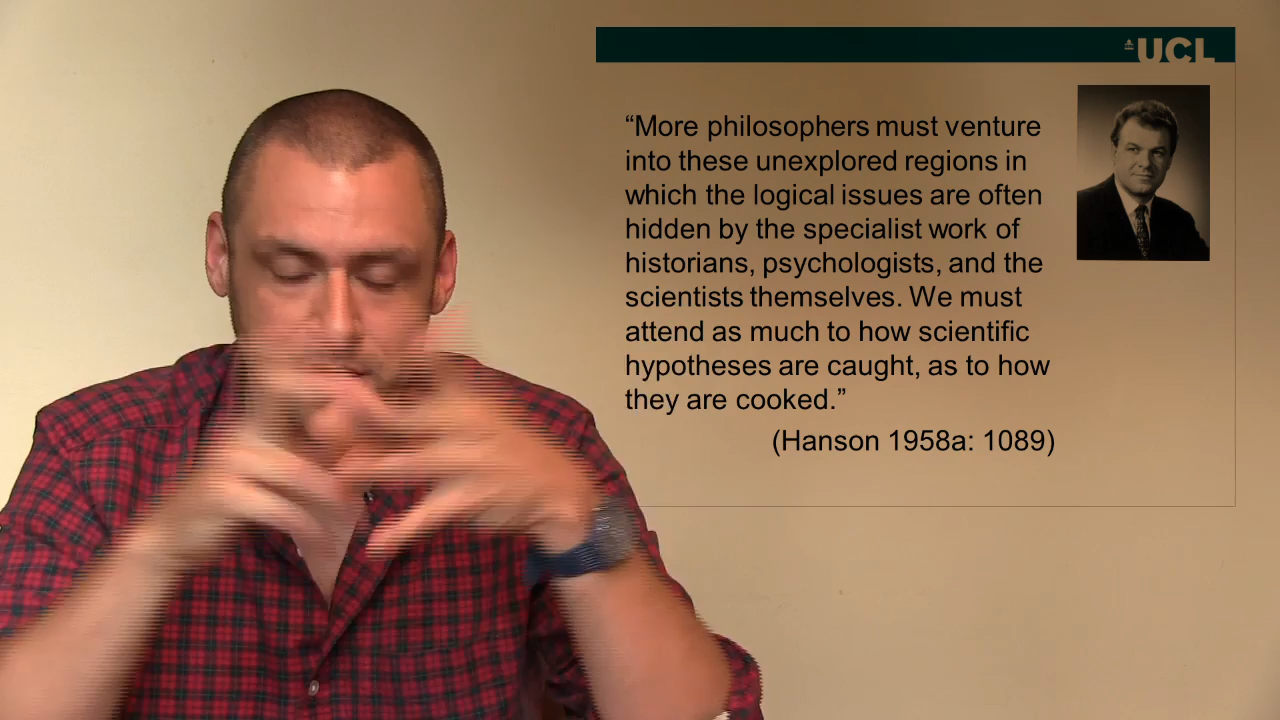 UCL
“More philosophers must venture
into these unexplored regions in
which the logical issues are often
hidden by the specialist work of
historians, psychologists, and the
scientists themselves. We must
attend as much to how scientific
hypotheses are caught, as to how
they are cooked.”
(Hanson 1958a: 1089)